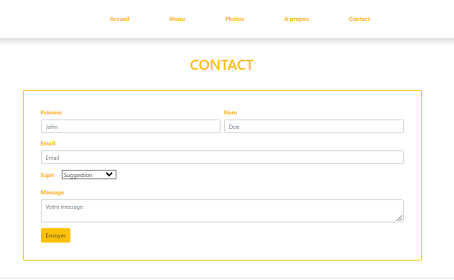 Accueil Menu Photos A propos Contact
CONTACT
Prénom Nom
John Doe
Email
Email
Sujet Suggestion
Message
Votre message
Envoyer